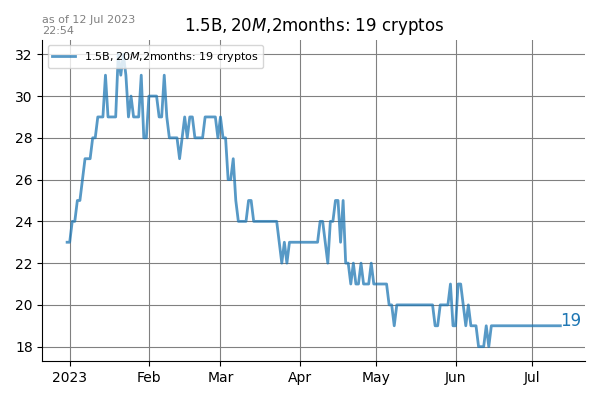 as of 12 Jul 2023
22:54
1.5B, 20M,2months: 19 cryptos
1.5B, 20M,2months: 19 cryptos
32
30
28
26
24
22
20
18
19
2023 Feb Mar Apr May Jun Jul